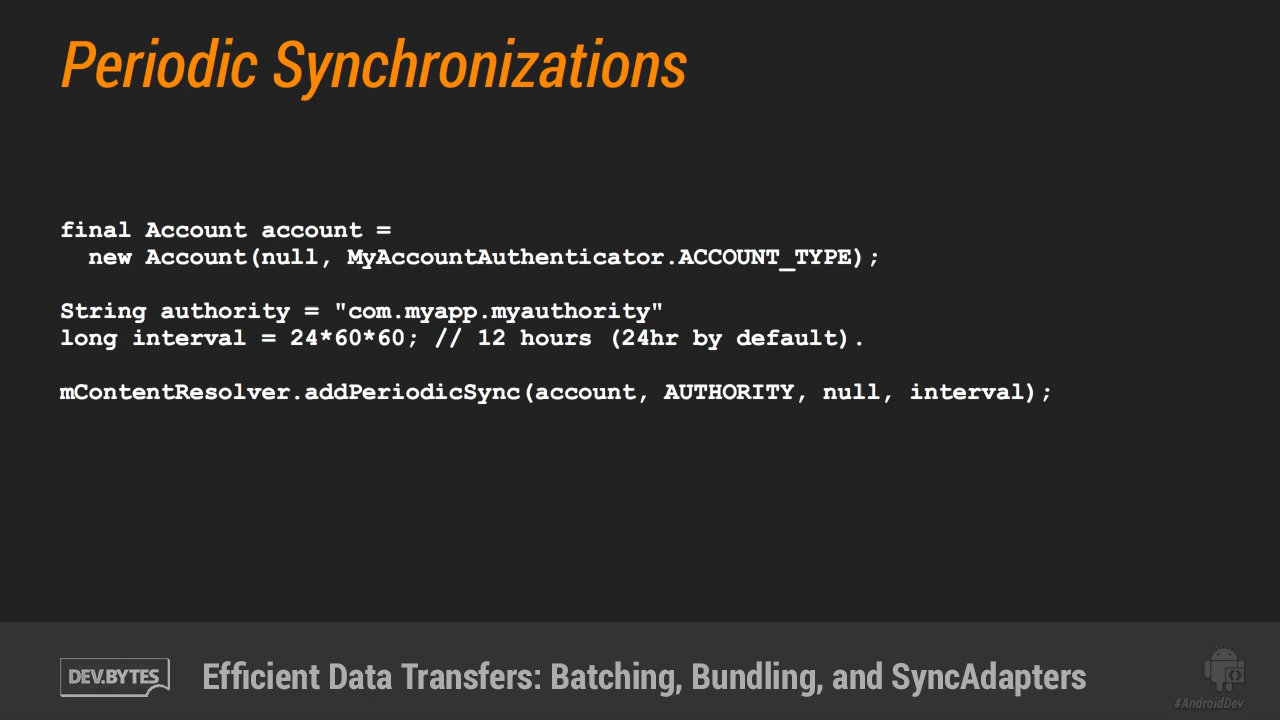 Periodic Synchronizations
final Account account =
new Account(null, MyAccountAuthenticator.ACCOUNT_TYPE);
String authority = "com.myapp.myauthority"
long interval = 24*60*60; // 12 hours (24hr by default).
mContentResolver.addPeriodicSync(account, AUTHORITY, null, interval);
DEV.BYTES
Efficient Data Transfers: Batching, Bundling, and SyncAdapters
#AndroidDev